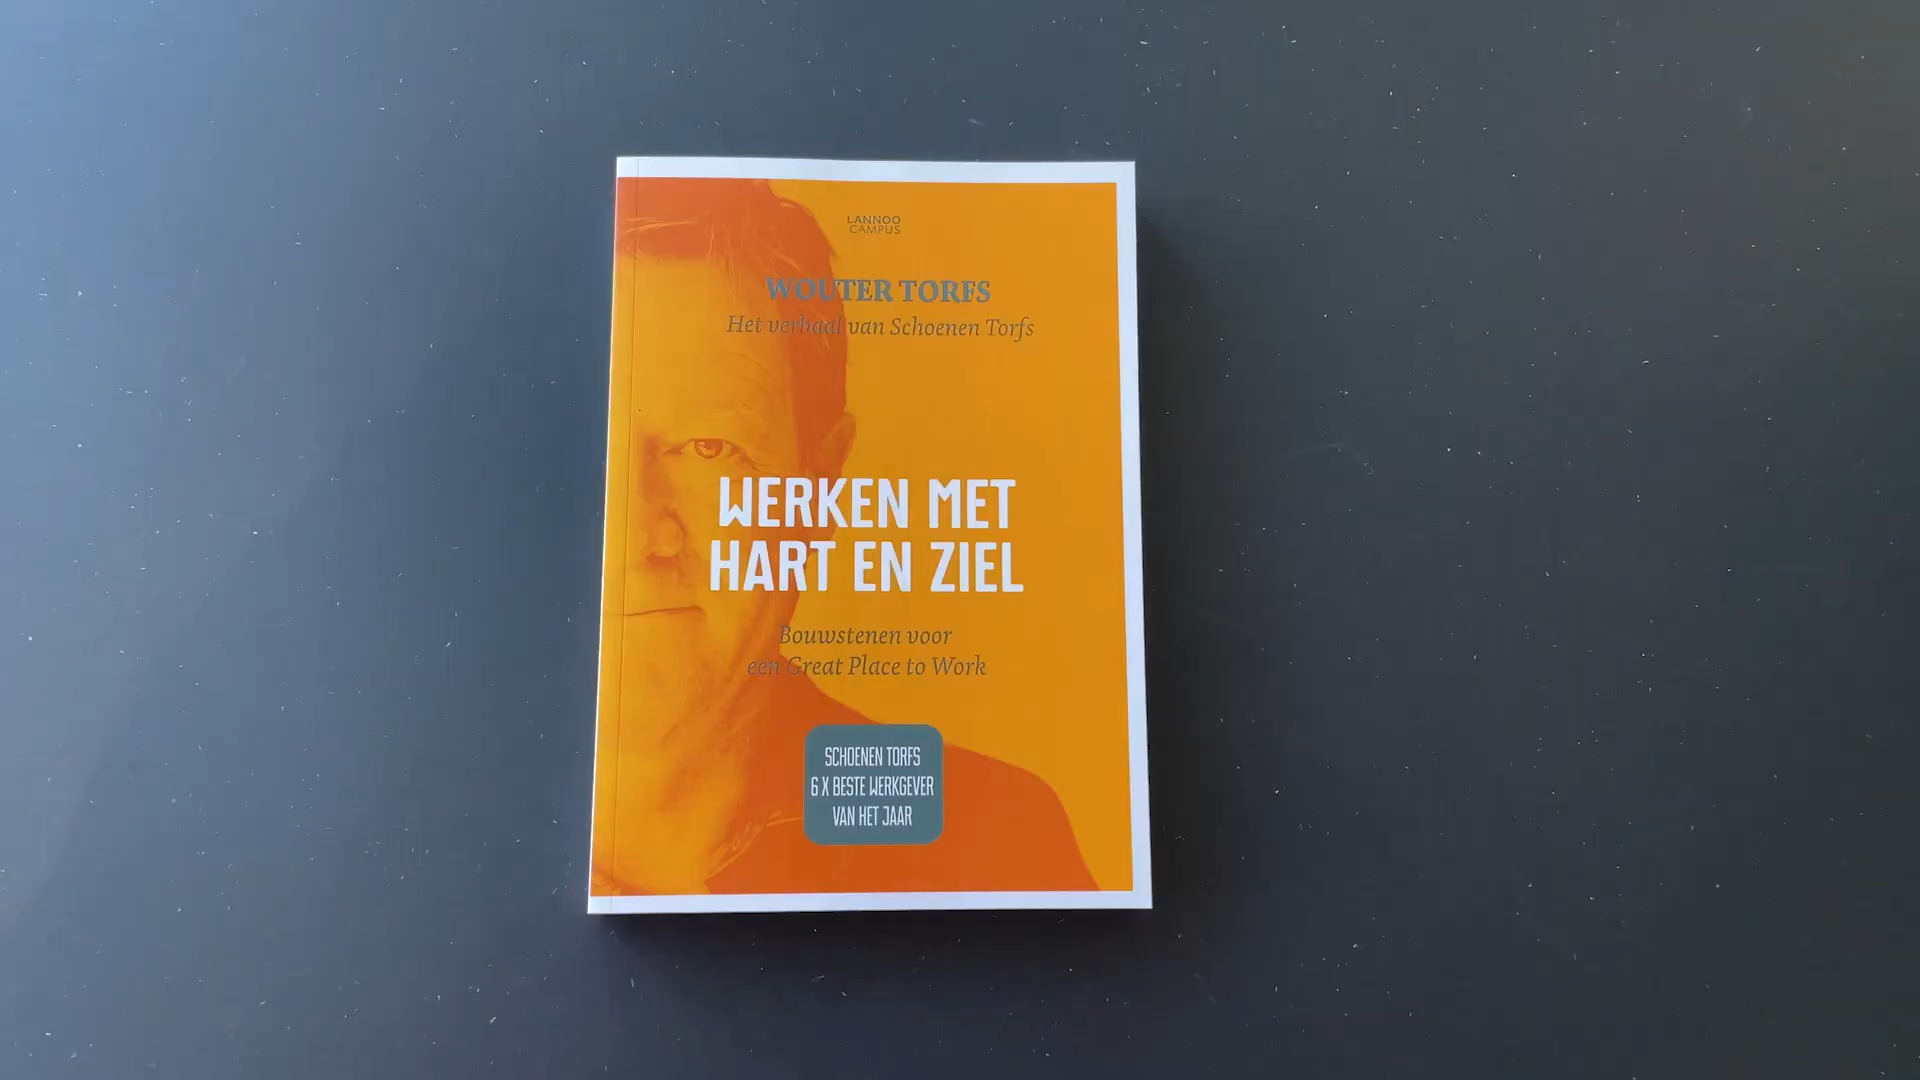 LANNOO
CAMPUS
WOUTER TORFS
Het verhaal van Schoenen Torfs
WERKEN MET
HART EN ZIEL
Bouwstenen voor
een Great Place to Work
SCHOENEN TORFS
6 X BESTE WERKGEVER
VAN HET JAAR